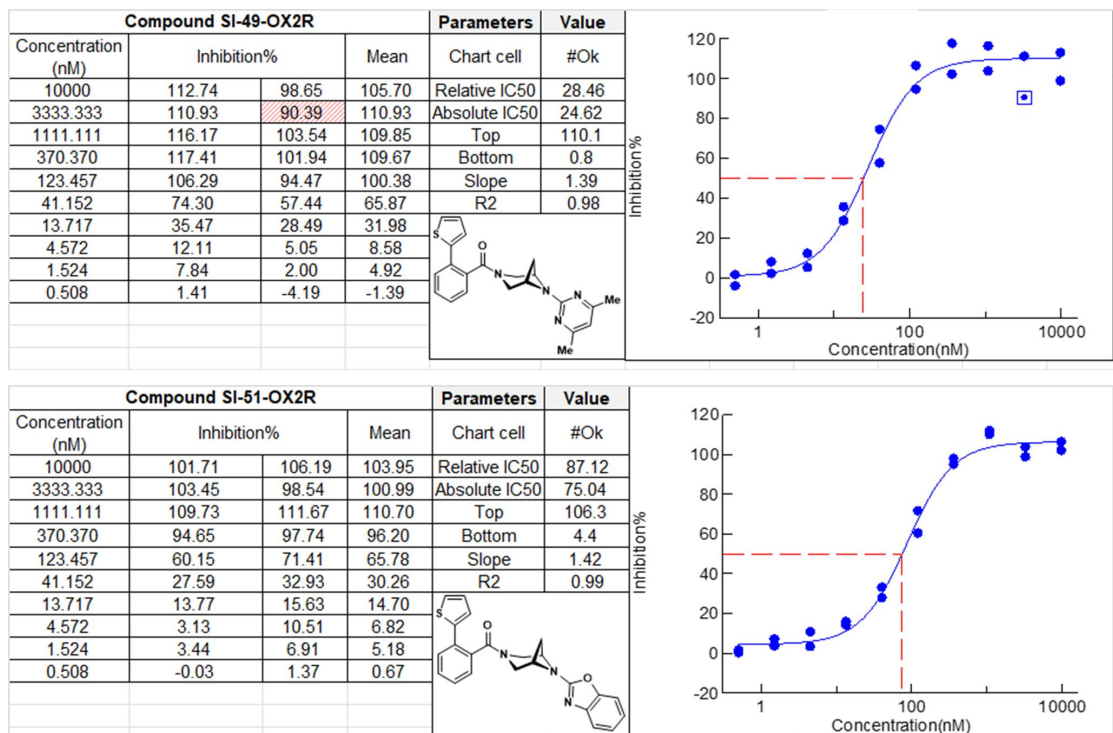 Compound SI-49-OX2R Parameters Value
Concentration (nM) Inhibition% Mean Chart cell #Ok
10000 112.74 98.65 105.70 Relative IC50 28.46
3333.333 110.93 90.39 110.93 Absolute IC50 24.62
1111.111 116.17 103.54 109.85 Top 110.1
370.370 117.41 101.94 109.67 Bottom 0.8
123.457 106.29 94.47 100.38 Slope 1.39
41.152 74.30 57.44 65.87 R2 0.98
13.717 35.47 28.49 31.98
4.572 12.11 5.05 8.58
1.524 7.84 2.00 4.92
0.508 1.41 -4.19 -1.39
S
O
N
N
N
Me
N
Me
120
100
80
60
40
20
0
-20
Inhibition%
1 100 10000
Concentration(nM)
Compound SI-51-OX2R Parameters Value
Concentration (nM) Inhibition% Mean Chart cell #Ok
10000 101.71 106.19 103.95 Relative IC50 87.12
3333.333 103.45 98.54 100.99 Absolute IC50 75.04
1111.111 109.73 111.67 110.70 Top 106.3
370.370 94.65 97.74 96.20 Bottom 4.4
123.457 60.15 71.41 65.78 Slope 1.42
41.152 27.59 32.93 30.26 R2 0.99
13.717 13.77 15.63 14.70
4.572 3.13 10.51 6.82
1.524 3.44 6.91 5.18
0.508 -0.03 1.37 0.67
S
O
N
N
O
N
120
100
80
60
40
20
0
-20
Inhibition%
1 100 10000
Concentration(nM)